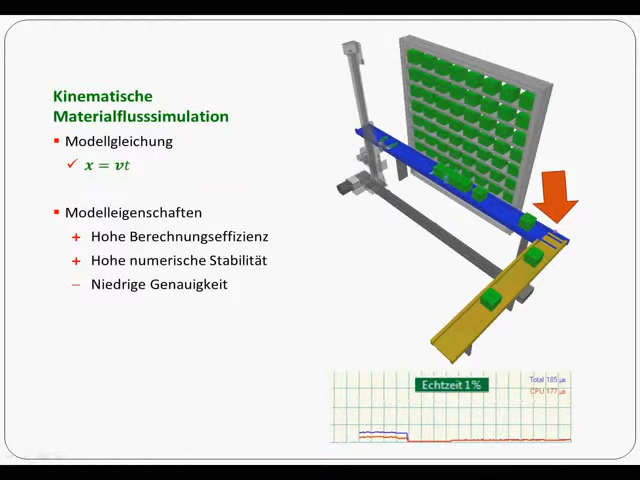 Kinematische
Materialflusssimulation
Modellgleichung
x = vt
Modelleigenschaften
+ Hohe Berechnungseffizienz
+ Hohe numerische Stabilität
− Niedrige Genauigkeit
Echtzeit 1%
Total 185 µs
CPU 177 µs